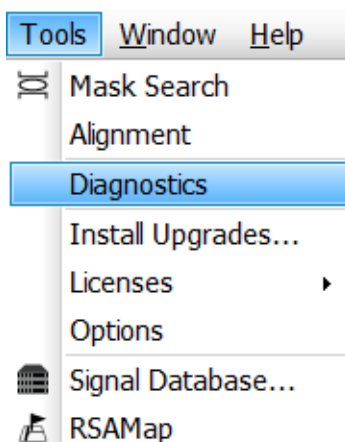 Tools Window Help
Mask Search
Alignment
Diagnostics
Install Upgrades...
Licenses
Options
Signal Database...
RSAMap